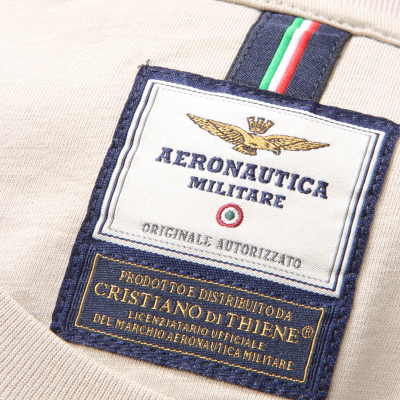 AERONAUTICA
MILITARE
ORIGINALE AUTORIZZATO
PRODOTTO E DISTRIBUITO DA
CRISTIANO DI THIENE®
LICENZIATARIO UFFICIALE
DEL MARCHIO AERONAUTICA MILITARE